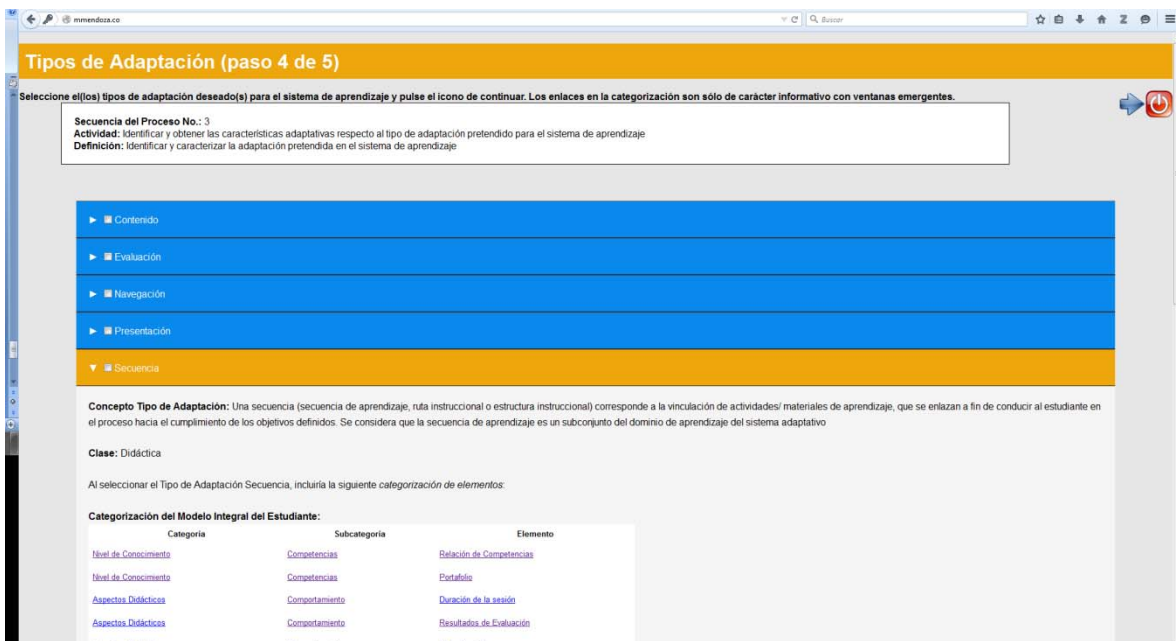 mmendoza.co
Buscar
Tipos de Adaptación (paso 4 de 5)
Seleccione el(los) tipos de adaptación deseado(s) para el sistema de aprendizaje y pulse el icono de continuar. Los enlaces en la categorización son sólo de carácter informativo con ventanas emergentes.
Secuencia del Proceso No.: 3
Actividad: Identificar y obtener las características adaptativas respecto al tipo de adaptación pretendido para el sistema de aprendizaje
Definición: Identificar y caracterizar la adaptación pretendida en el sistema de aprendizaje
Contenido
Evaluación
Navegación
Presentación
Secuencia
Concepto Tipo de Adaptación: Una secuencia (secuencia de aprendizaje, ruta instruccional o estructura instruccional) corresponde a la vinculación de actividades/ materiales de aprendizaje, que se enlazan a fin de conducir al estudiante en
el proceso hacia el cumplimiento de los objetivos definidos. Se considera que la secuencia de aprendizaje es un subconjunto del dominio de aprendizaje del sistema adaptativo
Clase: Didáctica
Al seleccionar el Tipo de Adaptación Secuencia, incluiría la siguiente categorización de elementos:
Categorización del Modelo Integral del Estudiante:
Categoria Subcategoria Elemento
Nivel de Conocimiento Competencias Relación de Competencias
Nivel de Conocimiento Competencias Portafolio
Aspectos Didácticos Comportamiento Duración de la sesión
Aspectos Didácticos Comportamiento Resultados de Evaluación